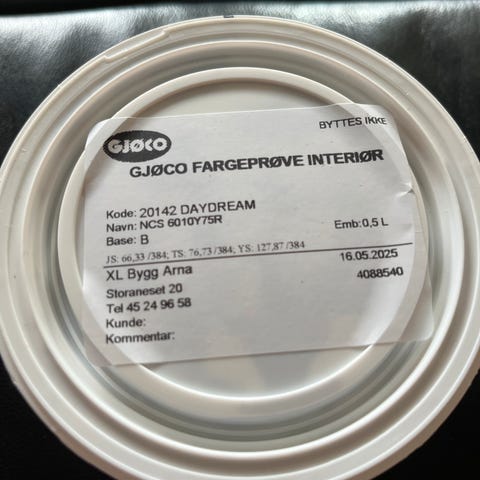 BYTTES IKKE
GJØCO
GJØCO FARGEPRØVE INTERIØR
Kode: 20142 DAYDREAM
Navn: NCS 6010Y75R
Emb: 0,5 L
Base: B
JS: 66,33 /384; TS: 76,73 /384; YS: 127,87 /384
16.05.2025
XL Bygg Arna
4088540
Storaneset 20
Tel 45 24 96 58
Kunde:
Kommentar: